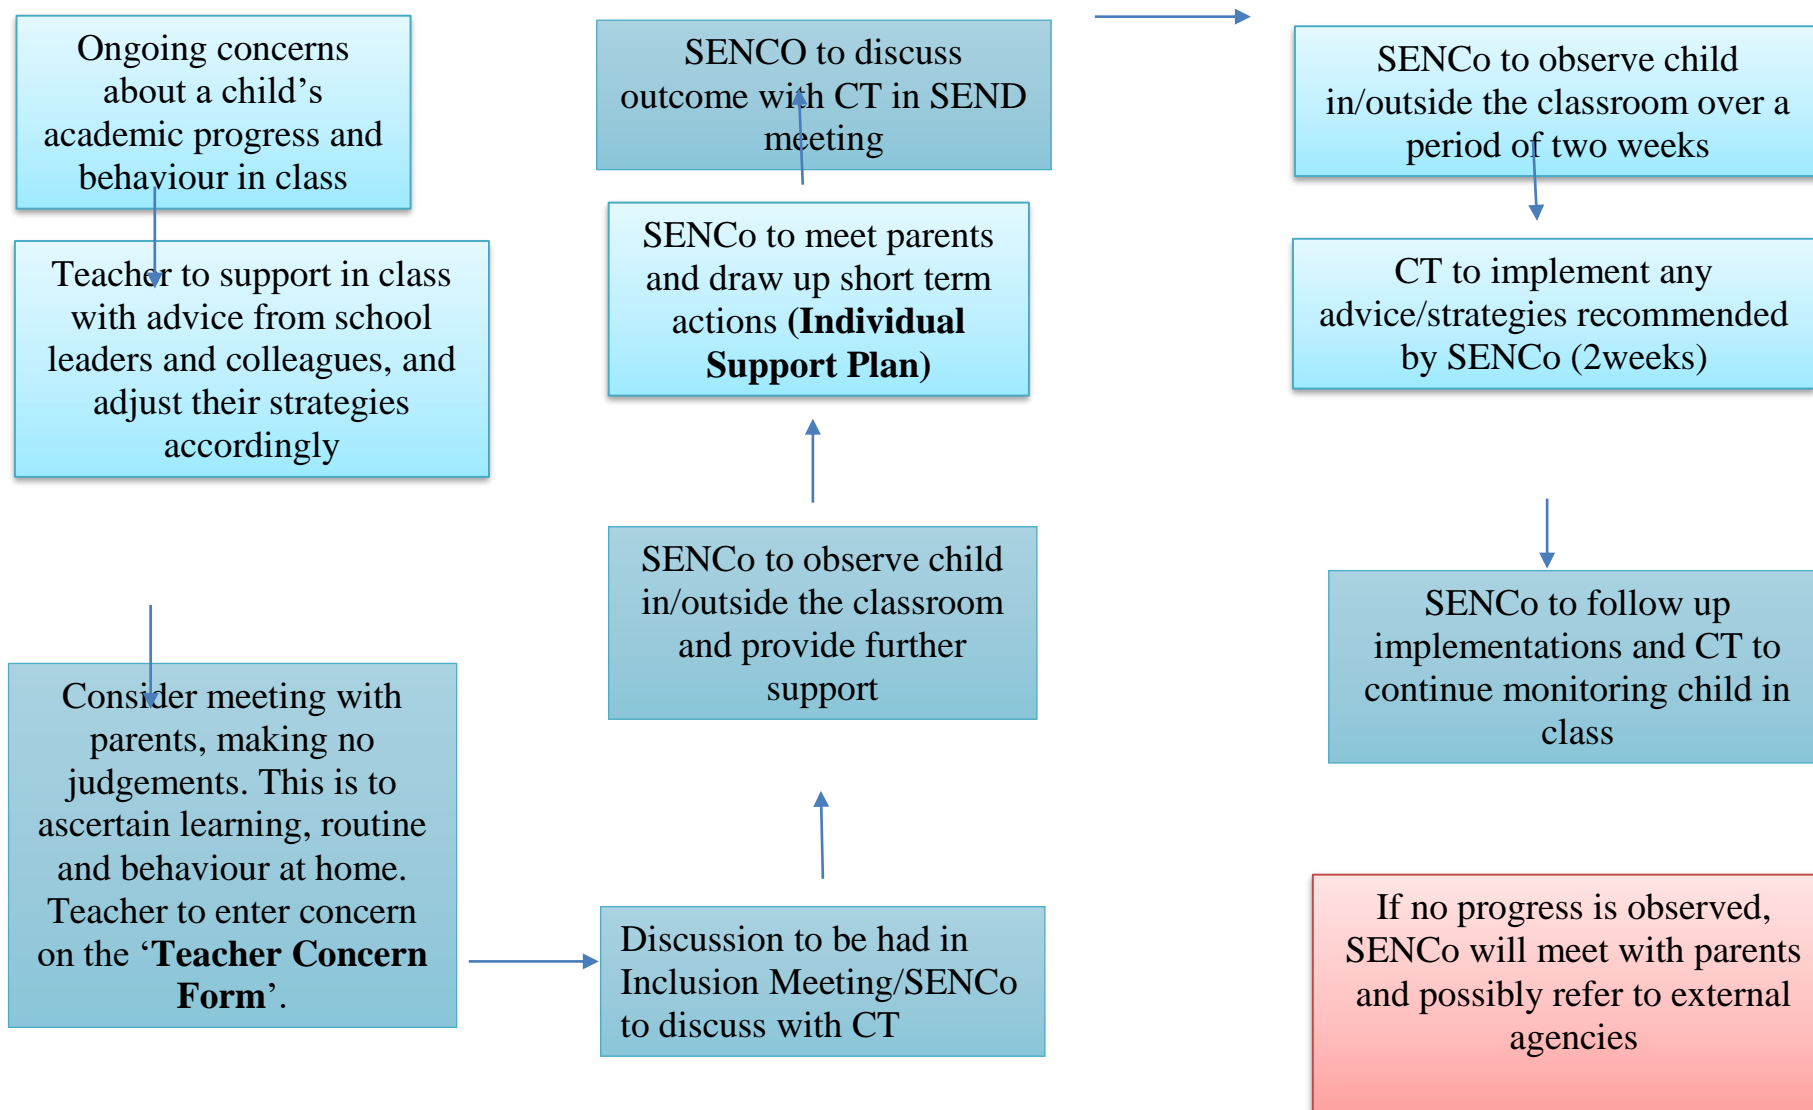 Ongoing concerns
about a child’s
academic progress and
behaviour in class
Teacher to support in class
with advice from school
leaders and colleagues, and
adjust their strategies
accordingly
Consider meeting with
parents, making no
judgements. This is to
ascertain learning, routine
and behaviour at home.
Teacher to enter concern
on the ‘Teacher Concern
Form’.
Discussion to be had in
Inclusion Meeting/SENCo
to discuss with CT
SENCo to observe child
in/outside the classroom
and provide further
support
SENCo to meet parents
and draw up short term
actions (Individual
Support Plan)
SENCO to discuss
outcome with CT in SEND
meeting
SENCo to observe child
in/outside the classroom over a
period of two weeks
CT to implement any
advice/strategies recommended
by SENCo (2weeks)
SENCo to follow up
implementations and CT to
continue monitoring child in
class
If no progress is observed,
SENCo will meet with parents
and possibly refer to external
agencies